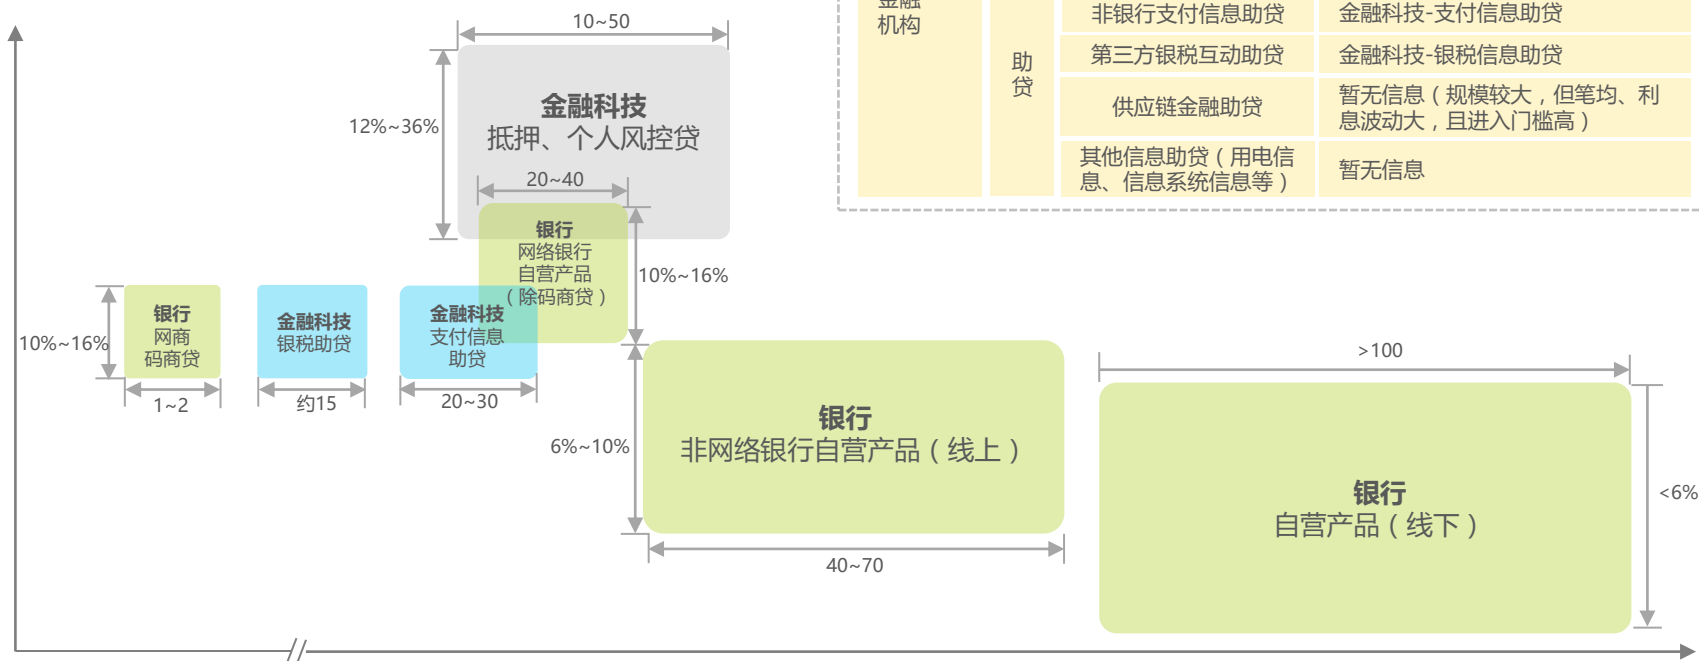 10~50
12%~36%
金融科技
抵押、个人风控贷
20~40
银行
网络银行
自营产品
（除码商贷）
10%~16%
10%~16%
银行
网商
码商贷
1~2
金融科技
银税助贷
约15
金融科技
支付信息
助贷
20~30
6%~10%
银行
非网络银行自营产品（线上）
40~70
>100
银行
自营产品（线下）
<6%
金融
机构
助
贷
非银行支付信息助贷
金融科技-支付信息助贷
第三方银税互动助贷
金融科技-银税信息助贷
供应链金融助贷
暂无信息（规模较大，但笔均、利
息波动大，且进入门槛高）
其他信息助贷（用电信
息、信息系统信息等）
暂无信息